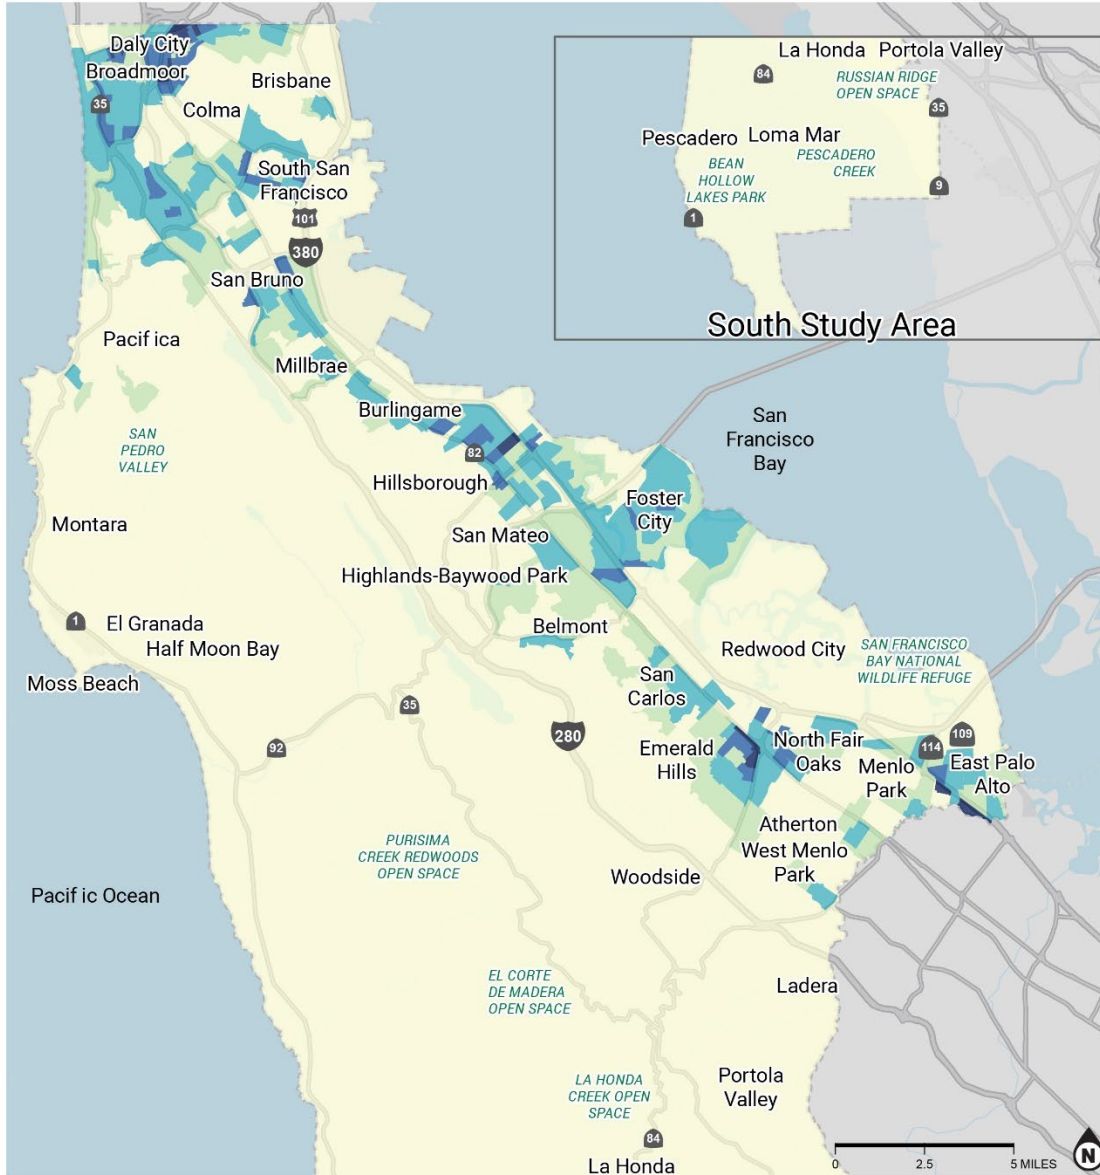 Daly City
Broadmoor
Brisbane
35
Colma
South San
Francisco
101
380
San Bruno
Pacif ica
Millbrae
Burlingame
82
SAN
PEDRO
VALLEY
Hillsborough
Foster
City
San
Francisco
Bay
Montara
San Mateo
Highlands-Baywood Park
1
El Granada
Half Moon Bay
Belmont
Redwood City
SAN FRANCISCO
BAY NATIONAL
WILDLIFE REFUGE
Moss Beach
San
Carlos
35
92
280
Emerald
Hills
North Fair
Oaks
114
109
Menlo
Park
East Palo
Alto
Atherton
West Menlo
Park
PURISIMA
CREEK REDWOODS
OPEN SPACE
Woodside
Pacif ic Ocean
EL CORTE
DE MADERA
OPEN SPACE
Ladera
LA HONDA
CREEK OPEN
SPACE
Portola
Valley
84
La Honda
0 2.5 5 MILES
N
La Honda Portola Valley
84
RUSSIAN RIDGE
OPEN SPACE
35
Pescadero Loma Mar
BEAN
HOLLOW
LAKES PARK
PESCADERO
CREEK
9
1
South Study Area